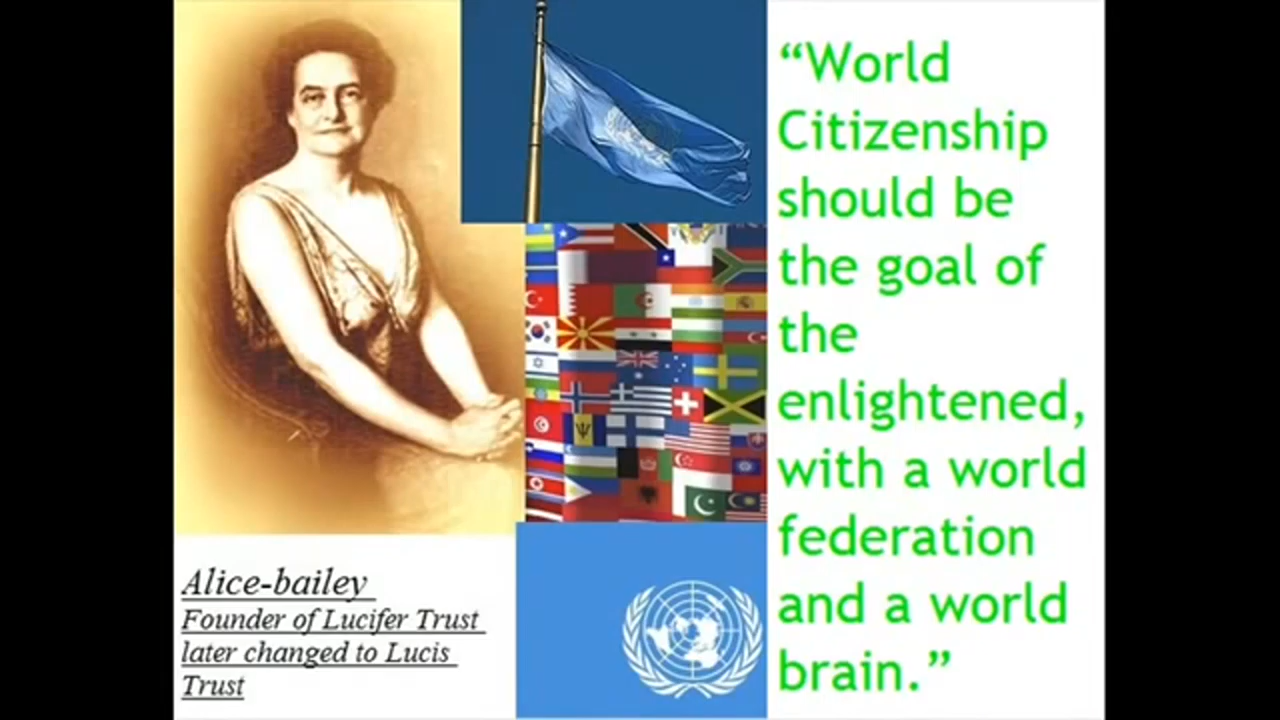 Alice-bailey
Founder of Lucifer Trust
later changed to Lucis
Trust
“World
Citizenship
should be
the goal of
the
enlightened,
with a world
federation
and a world
brain.”